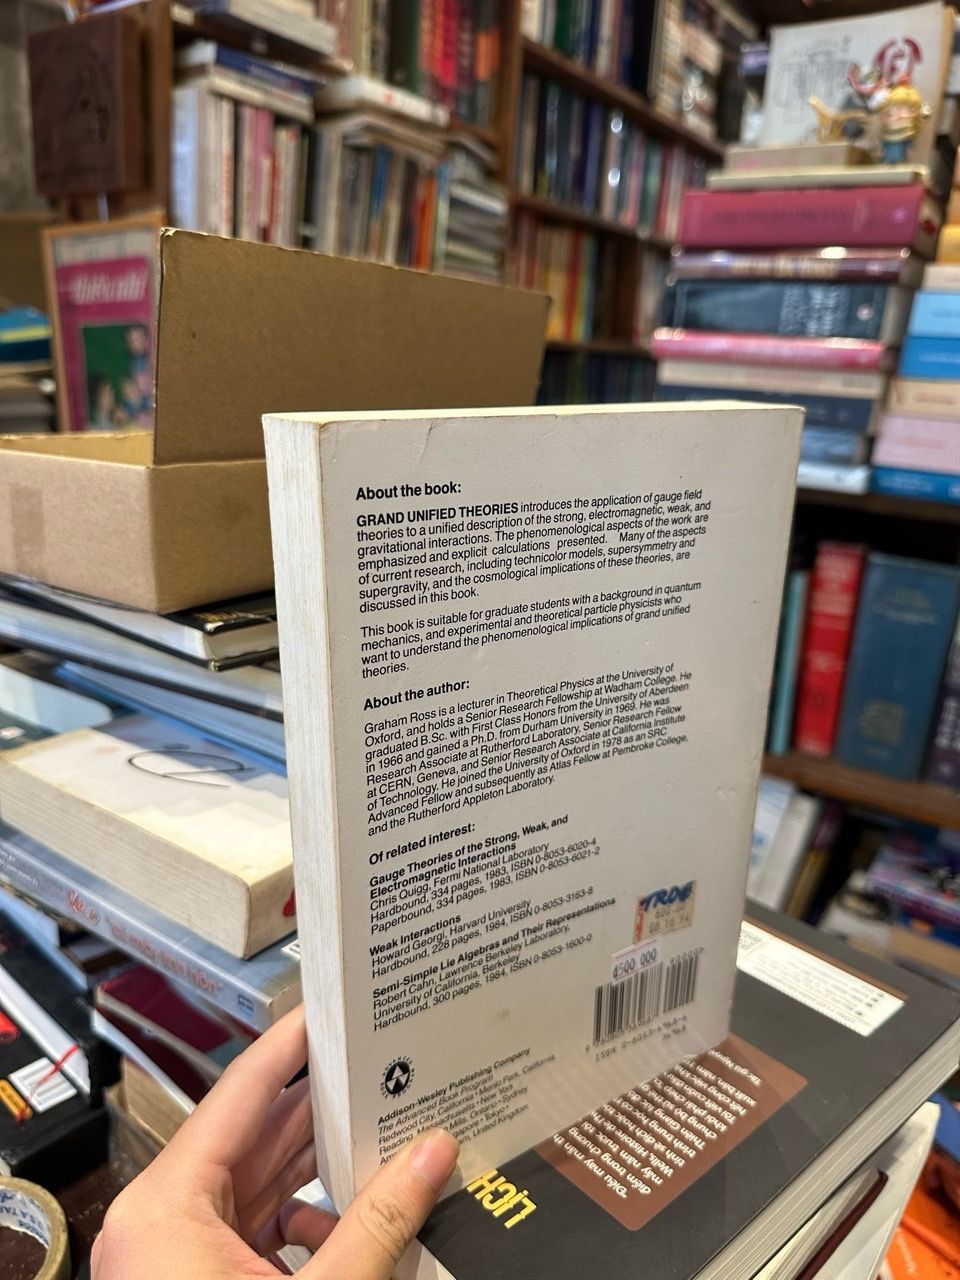 About the book:
GRAND UNIFIED THEORIES introduces the application of gauge field
theories to a unified description of the strong, electromagnetic, weak, and
gravitational interactions. The phenomenological aspects of the work are
emphasized and explicit calculations presented. Many of the aspects
of current research, including technicolor models, supersymmetry and
supergravity, and the cosmological implications of these theories, are
discussed in this book.
This book is suitable for graduate students with a background in quantum
mechanics, and experimental and theoretical particle physicists who
want to understand the phenomenological implications of grand unified
theories.
About the author:
Graham Ross is a lecturer in Theoretical Physics at the University of
Oxford, and holds a Senior Research Fellowship at Wadham College. He
graduated B.Sc. with First Class Honors from the University of Aberdeen
in 1966 and gained a Ph.D. from Durham University in 1969. He was
Research Associate at Rutherford Laboratory, Senior Research Fellow
at CERN, Geneva, and Senior Research Associate at California Institute
of Technology. He joined the University of Oxford in 1978 as an SRC
Advanced Fellow and subsequently as Atlas Fellow at Pembroke College,
and the Rutherford Appleton Laboratory.
Of related interest:
Gauge Theories of the Strong, Weak, and
Electromagnetic Interactions
Chris Quigg, Fermi National Laboratory
Hardbound, 334 pages, 1983, ISBN 0-8053-6020-4
Paperbound, 334 pages, 1983, ISBN 0-8053-6021-2
Weak Interactions
Howard Georgi, Harvard University
Hardbound, 228 pages, 1984, ISBN 0-8053-3163-8
Semi-Simple Lie Algebras and Their Representations
Robert Cahn, Lawrence Berkeley Laboratory,
University of California, Berkeley
Hardbound, 300 pages, 1984, ISBN 0-8053-1600-0
Addison-Wesley Publishing Company
The Advanced Book Program
Redwood City, California • Menlo Park, California
Reading, Massachusetts • New York
Mills, Ontario • Sydney
Tokyo
United Kingdom
LỊCH